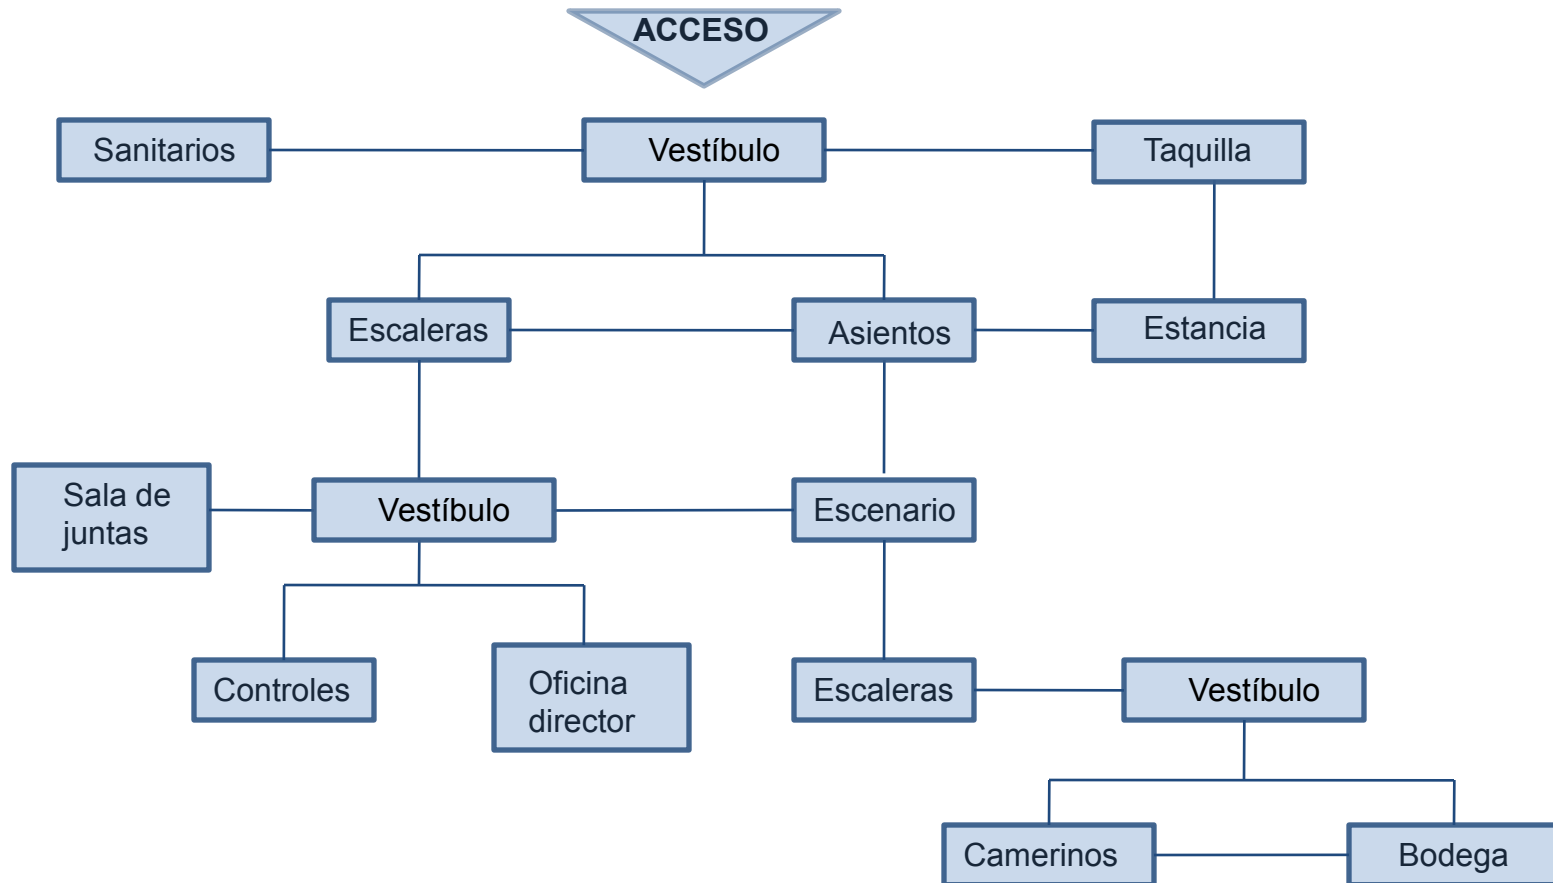 ACCESO
Sanitarios
Vestíbulo
Taquilla
Escaleras
Asientos
Estancia
Sala de
juntas
Vestíbulo
Escenario
Controles
Oficina
director
Escaleras
Vestíbulo
Camerinos
Bodega